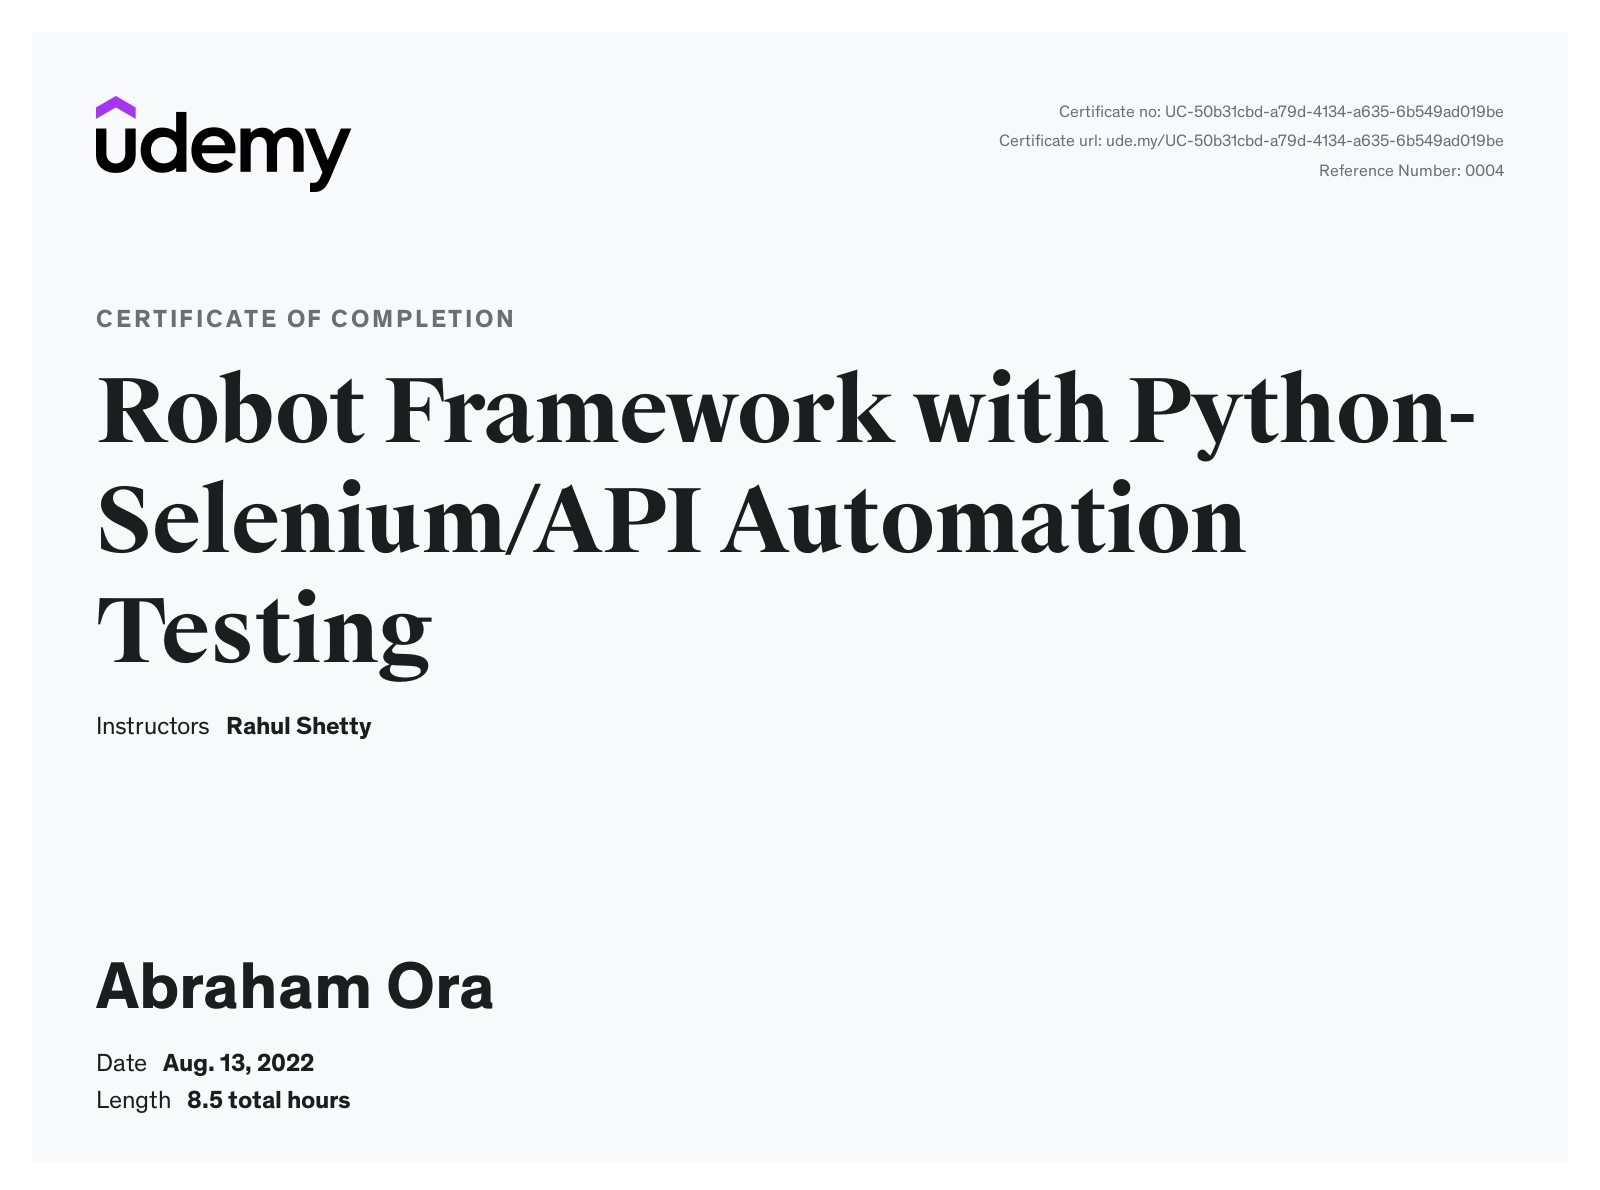 udemy
Certificate no: UC-50b31cbd-a79d-4134-a635-6b549ad019be
Certificate url: ude.my/UC-50b31cbd-a79d-4134-a635-6b549ad019be
Reference Number: 0004
CERTIFICATE OF COMPLETION
Robot Framework with Python-
Selenium/API Automation
Testing
Instructors Rahul Shetty
Abraham Ora
Date Aug. 13, 2022
Length 8.5 total hours